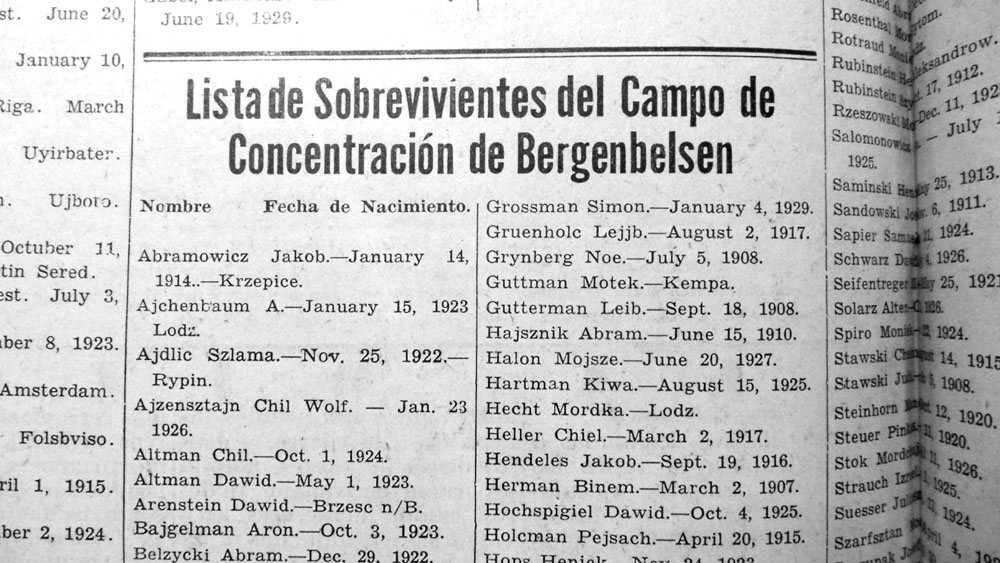 st. June 20,
January 10,
Riga. March
Uyirbater.
Ujboro.
Octuber 11,
tin Sered.
est. July 3,
ber 8, 1923.
Amsterdam.
Folsbviso.
ril 1, 1915.
ber 2, 1924.
June 19, 1929.
Lista de Sobrevivientes del Campo de
Concentración de Bergenbelsen
Nombre Fecha de Nacimiento.
Abramowicz Jakob.—January 14,
1914..—Krzepice.
Ajchenbaum A.—January 15, 1923
Lodz.
Ajdlic Szlama.—Nov. 25, 1922.—
Rypin.
Ajzensztajn Chil Wolf. — Jan. 23
1926.
Altman Chil.—Oct. 1, 1924.
Altman Dawid.—May 1, 1923.
Arenstein Dawid.—Brzesc n/B.
Bajgelman Aron.—Oct. 3, 1923.
Belzycki Abram.—Dec. 29, 1922.
Grossman Simon.—January 4, 1929.
Gruenholc Lejjb.—August 2, 1917.
Grynberg Noe.—July 5, 1908.
Guttman Motek.—Kempa.
Gutterman Leib.—Sept. 18, 1908.
Hajsznik Abram.—June 15, 1910.
Halon Mojsze.—June 20, 1927.
Hartman Kiwa.—August 15, 1925.
Hecht Mordka.—Lodz.
Heller Chiel.—March 2, 1917.
Hendeles Jakob.—Sept. 19, 1916.
Herman Binem.—March 2, 1907.
Hochspigiel Dawid.—Oct. 4, 1925.
Holcman Pejsach.—April 20, 1915.
Rosenthal
Rotraud
Rubinstein
Rubinstein 17, 1912.
Rzeszowski Dec. 11,
Salomonowicz — July
1925.
Saminski 25, 1913.
Sandowski 6, 1911.
Sapier Samuel 1924.
Schwarz 4, 1926.
Seifentreger 25, 1921
Solarz Alter
Spiro 1924.
Stawski 14, 1915
Stawski 1908.
Steinhorn 12, 1920.
Steuer 1920.
Stok 1926.
Strauch 1925.
Suesser 1924.
Szarfsztan 4,